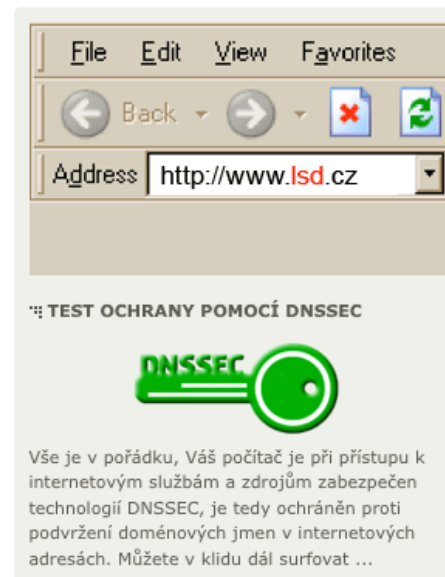 File Edit View Favorites
Back
Address http://www.lsd.cz
TEST OCHRANY POMOCÍ DNSSEC
DNSSEC
Vše je v pořádku, Váš počítač je při přístupu k
internetovým službám a zdrojům zabezpečen
technologií DNSSEC, je tedy ochráněn proti
podvržení doménových jmen v internetových
adresách. Můžete v klidu dál surfovat ...